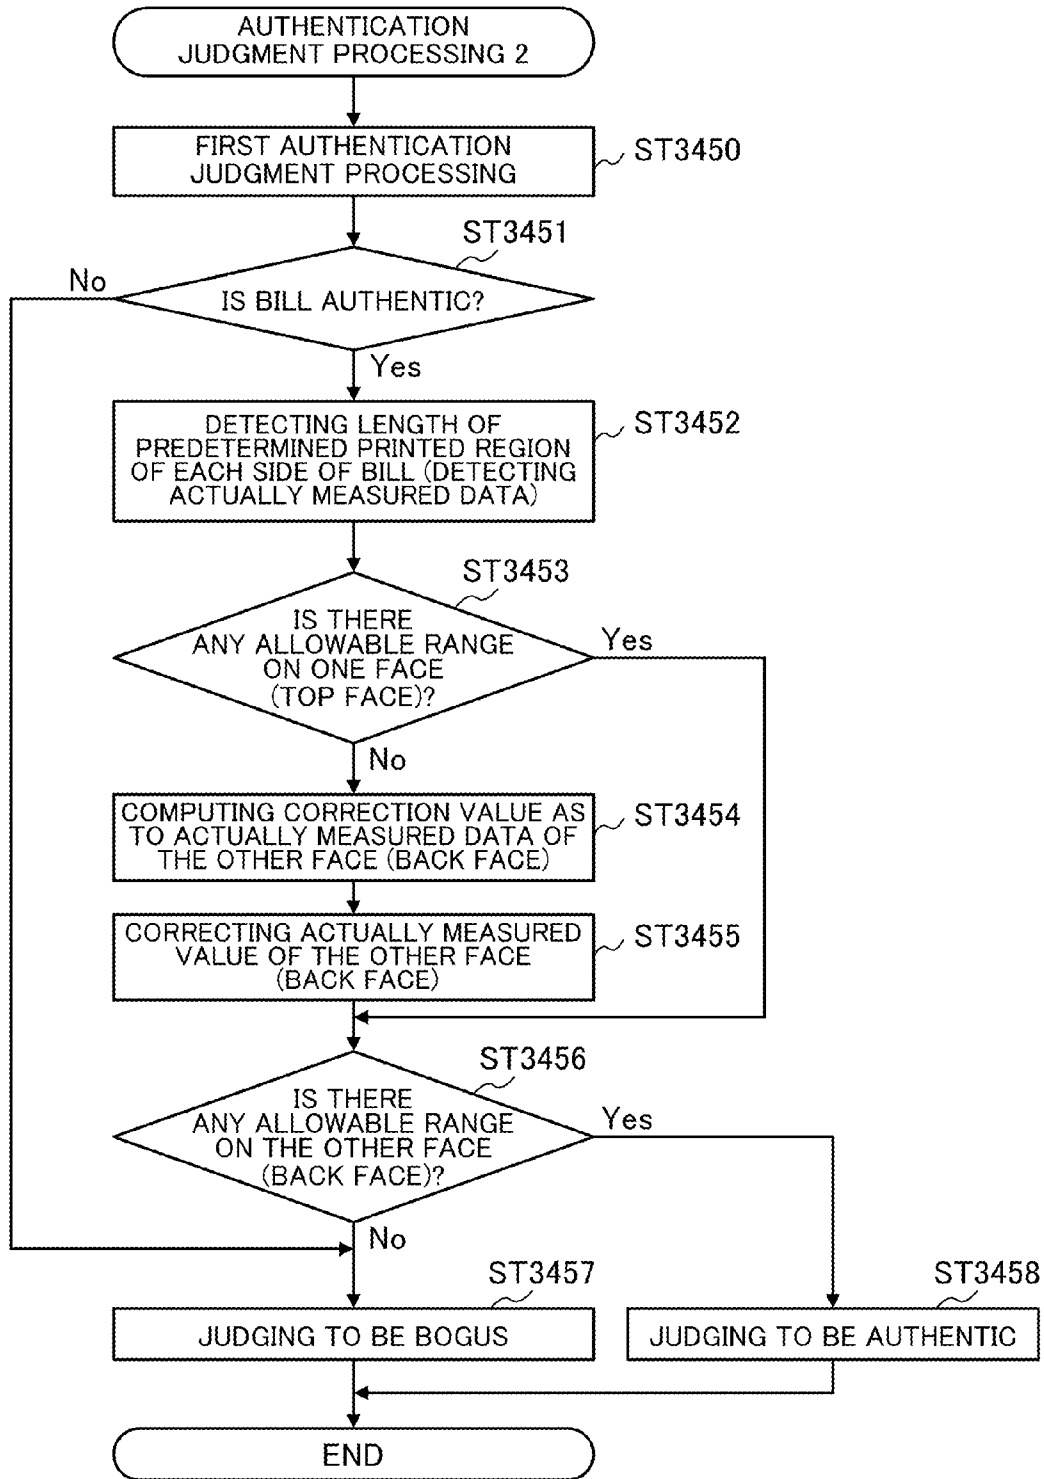 AUTHENTICATION
JUDGMENT PROCESSING 2
FIRST AUTHENTICATION
JUDGMENT PROCESSING
ST3450
ST3451
No
IS BILL AUTHENTIC?
Yes
DETECTING LENGTH OF
PREDETERMINED PRINTED REGION
OF EACH SIDE OF BILL (DETECTING
ACTUALLY MEASURED DATA)
ST3452
ST3453
IS THERE
ANY ALLOWABLE RANGE
ON ONE FACE
(TOP FACE)?
Yes
No
COMPUTING CORRECTION VALUE AS
TO ACTUALLY MEASURED DATA OF
THE OTHER FACE (BACK FACE)
ST3454
CORRECTING ACTUALLY MEASURED
VALUE OF THE OTHER FACE
(BACK FACE)
ST3455
ST3456
IS THERE
ANY ALLOWABLE RANGE
ON THE OTHER FACE
(BACK FACE)?
Yes
No
ST3457
ST3458
JUDGING TO BE BOGUS
JUDGING TO BE AUTHENTIC
END